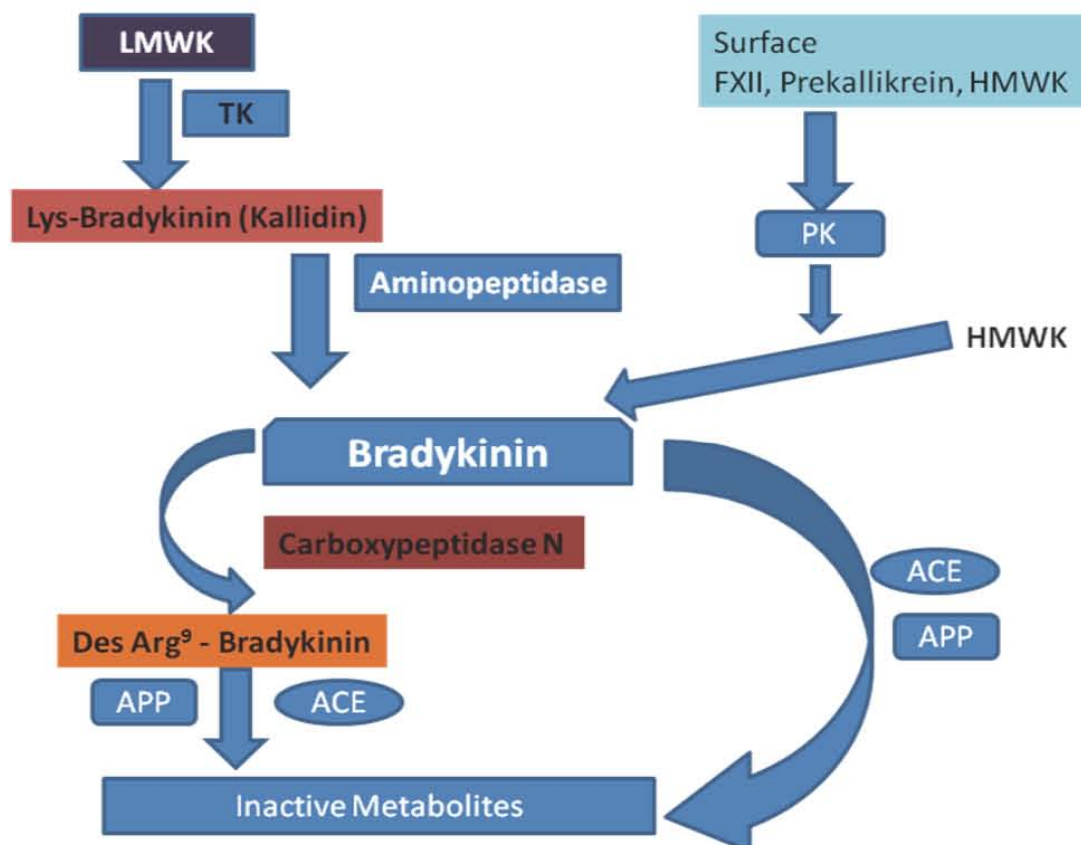 LMWK
Surface
FXII, Prekallikrein, HMWK
TK
Lys-Bradykinin (Kallidin)
PK
Aminopeptidase
HMWK
Bradykinin
Carboxypeptidase N
ACE
APP
Des Arg⁹ - Bradykinin
APP
ACE
Inactive Metabolites